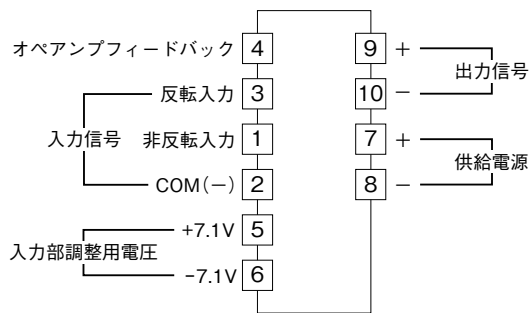 オペアンプフィードバック 4
反転入力 3
入力信号
非反転入力 1
COM(−) 2
+7.1V 5
入力部調整用電圧
−7.1V 6
9 +
出力信号
10 −
7 +
供給電源
8 −